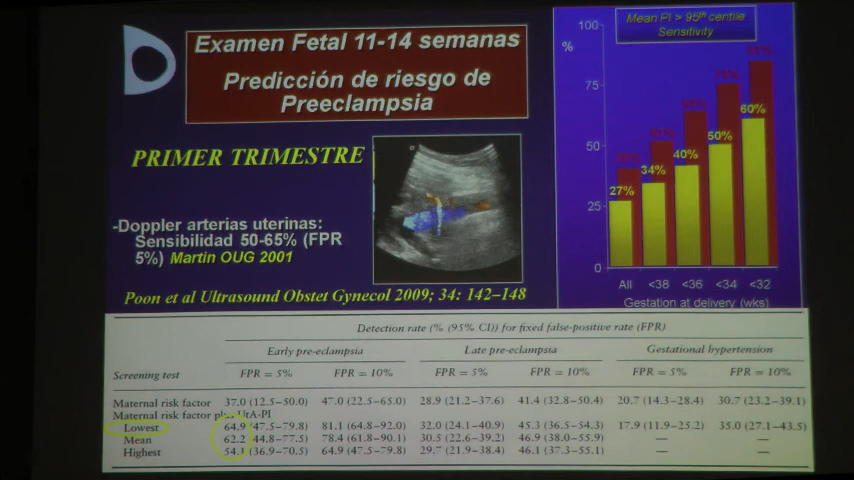 Examen Fetal 11-14 semanas
Predicción de riesgo de
Preeclampsia
PRIMER TRIMESTRE
-Doppler arterias uterinas:
Sensibilidad 50-65% (FPR
5%) Martin OUG 2001
Poon et al Ultrasound Obstet Gynecol 2009; 34: 142–148
Mean PI > 95th centile
Sensitivity
%
100
75
50
25
0
27%
34%
40%
50%
60%
All <38 <36 <34 <32
Gestation at delivery (wks)
Detection rate (% (95% CI)) for fixed false-positive rate (FPR)
Early pre-eclampsia Late pre-eclampsia Gestational hypertension
Screening test FPR = 5% FPR = 10% FPR = 5% FPR = 10% FPR = 5% FPR = 10%
Maternal risk factor 37.0 (12.5–50.0) 47.0 (22.5–65.0) 28.9 (21.2–37.6) 41.4 (32.8–50.4) 20.7 (14.3–28.4) 30.7 (23.2–39.1)
Maternal risk factor plus UtA-PI
Lowest 64.9 (47.5–79.8) 81.1 (64.8–92.0) 32.0 (24.1–40.9) 45.3 (36.5–54.3) 17.9 (11.9–25.2) 35.0 (27.1–43.5)
Mean 62.2 (44.8–77.5) 78.4 (61.8–90.1) 30.5 (22.6–39.2) 46.9 (38.0–55.9) — —
Highest 54.1 (36.9–70.5) 64.9 (47.5–79.8) 29.7 (21.9–38.4) 46.1 (37.3–55.1) — —